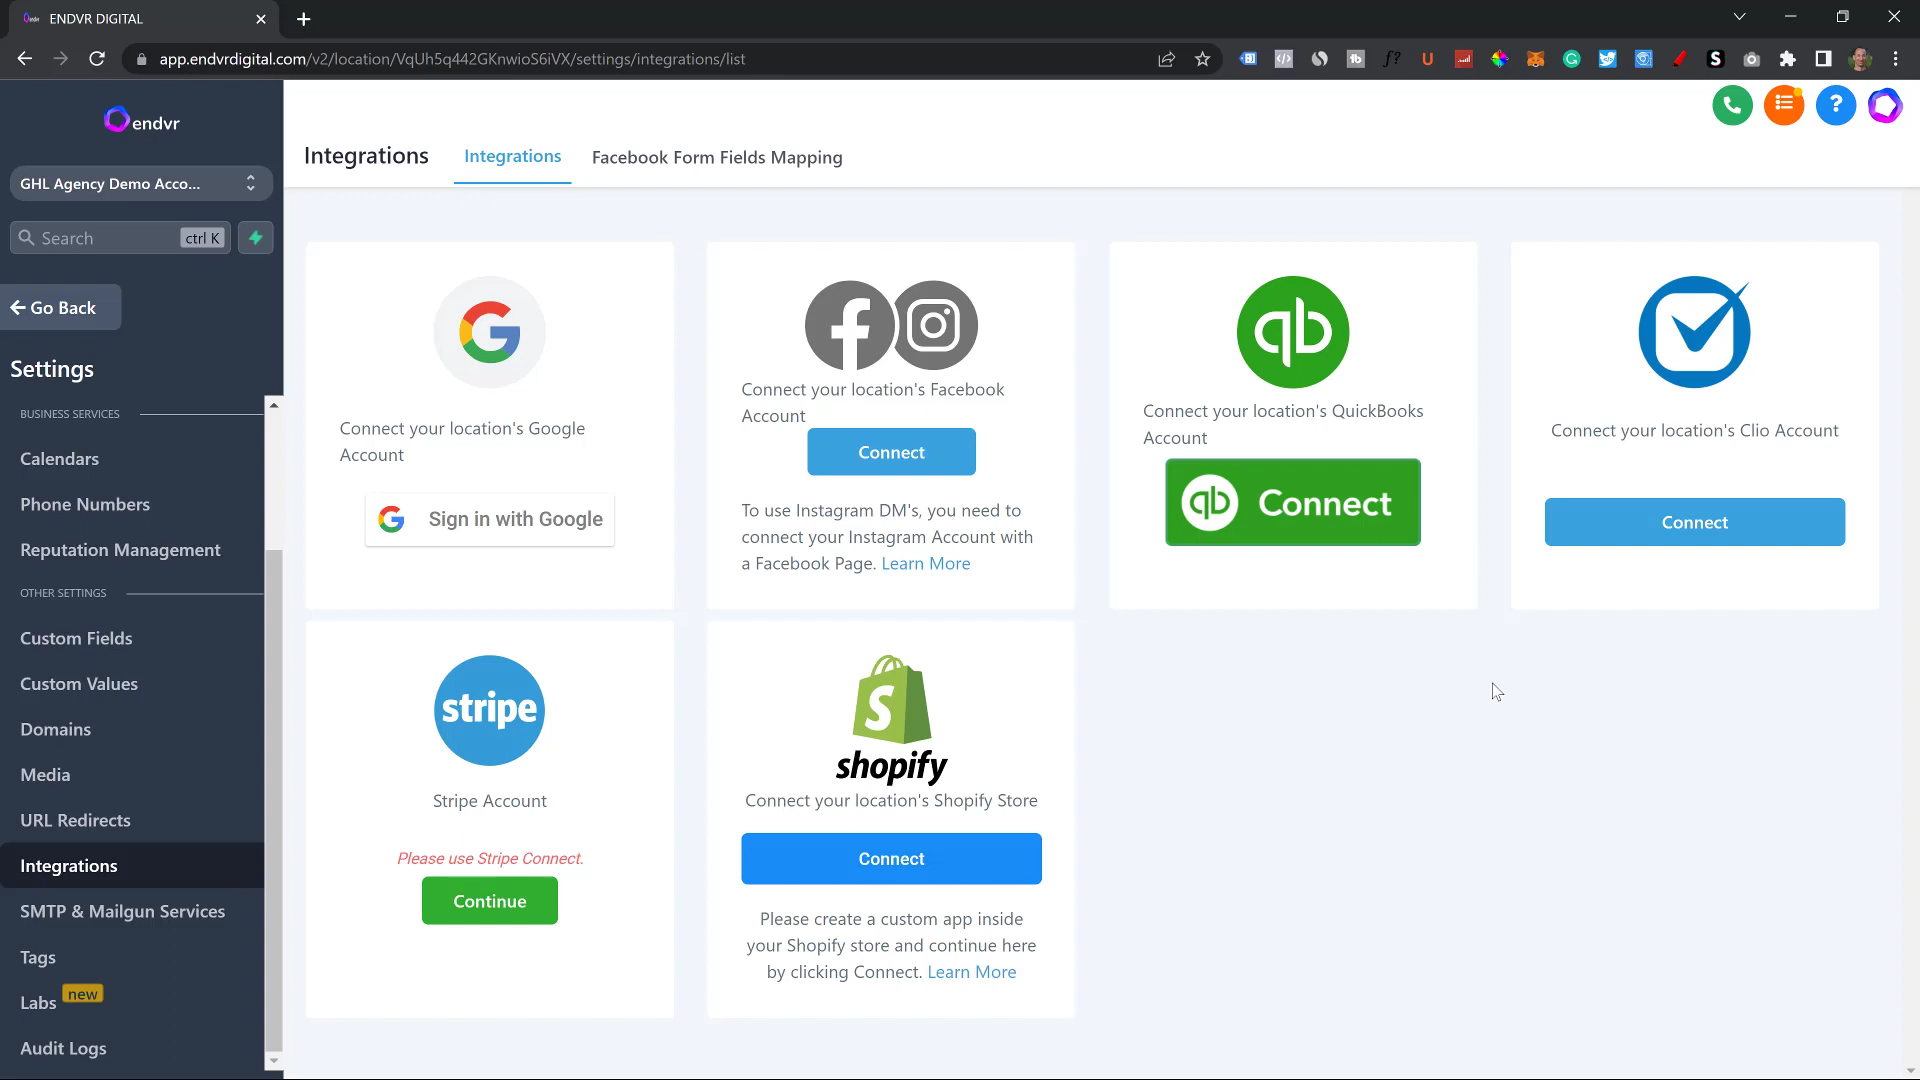 ENDVR DIGITAL
app.endvrdigital.com/v2/location/VqUh5q442GKnwioS6iVX/settings/integrations/list
endvr
GHL Agency Demo Acco...
Search
ctrl K
Go Back
Settings
BUSINESS SERVICES
Calendars
Phone Numbers
Reputation Management
OTHER SETTINGS
Custom Fields
Custom Values
Domains
Media
URL Redirects
Integrations
SMTP & Mailgun Services
Tags
Labs new
Audit Logs
Integrations
Integrations
Facebook Form Fields Mapping
Connect your location's Google
Account
Sign in with Google
Connect your location's Facebook
Account
Connect
To use Instagram DM's, you need to
connect your Instagram Account with
a Facebook Page. Learn More
qb
Connect your location's QuickBooks
Account
qb Connect
Connect your location's Clio Account
Connect
stripe
Stripe Account
Please use Stripe Connect.
Continue
shopify
Connect your location's Shopify Store
Connect
Please create a custom app inside
your Shopify store and continue here
by clicking Connect. Learn More